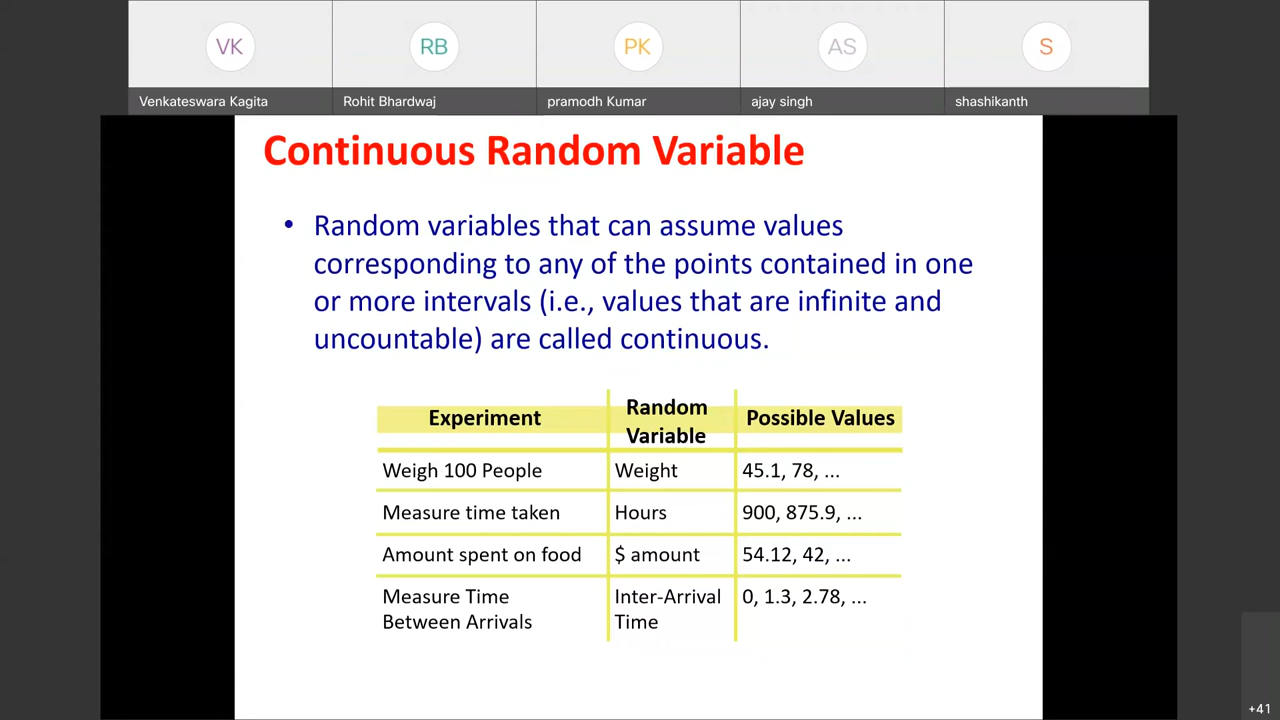 VK
RB
PK
AS
S
Venkateswara Kagita
Rohit Bhardwaj
pramodh Kumar
ajay singh
shashikanth
Continuous Random Variable
• Random variables that can assume values
corresponding to any of the points contained in one
or more intervals (i.e., values that are infinite and
uncountable) are called continuous.
Experiment
Random
Variable
Possible Values
Weigh 100 People
Weight
45.1, 78, ...
Measure time taken
Hours
900, 875.9, ...
Amount spent on food
$ amount
54.12, 42, ...
Measure Time
Between Arrivals
Inter-Arrival
Time
0, 1.3, 2.78, ...
+41